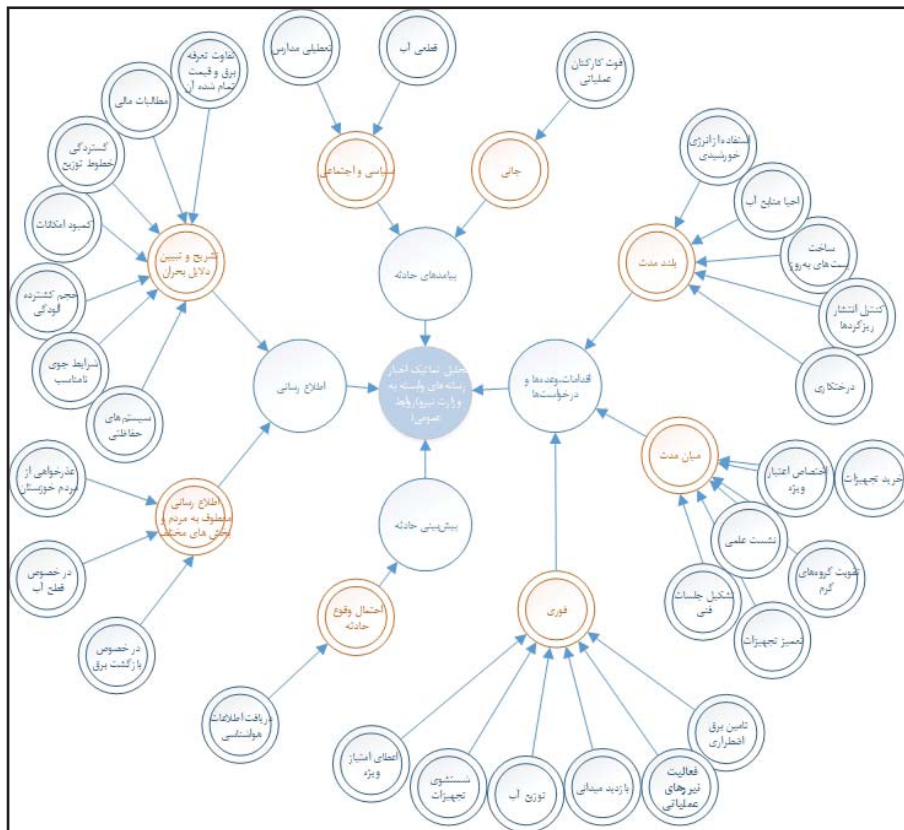 تفاوت تعرفه
برق و قیمت
تمام شده آن
مطالبات مالی
گستردگی
خطوط توزیع
کمبود امکانات
حجم گسترده
آلودگی
شرایط جوی
نامناسب
سیستم‌های
حفاظتی
تشریح و تبیین
دلایل بحران
تعطیلی مدارس
قطعی آب
فوت کارکنان
عملیاتی
سیاسی و اجتماعی
جانی
پیامدهای حادثه
استفاده از انرژی
خورشیدی
احیا منابع آب
ساخت
پست‌های به‌روز
کنترل انتشار
ریزگردها
درختکاری
بلند مدت
اطلاع رسانی
تحلیل تماتیک اخبار
رسانه‌های وابسته به
وزارت نیرو(روابط
عمومی)
اقدامات،وعده‌ها و
درخواست‌ها
عذرخواهی از
مردم خوزستان
در خصوص
قطع آب
در خصوص
بازگشت برق
اطلاع رسانی
معطوف به مردم و
بخش های مختلف
پیش‌بینی حادثه
احتمال وقوع
حادثه
دریافت اطلاعات
هواشناسی
میان مدت
اختصاص اعتبار
ویژه
خرید تجهیزات
نشست علمی
تقویت گروه‌های
گرم
تشکیل جلسات
فنی
تعمیر تجهیزات
فوری
اعطای امتیاز
ویژه
شستشوی
تجهیزات
توزیع آب
بازدید میدانی
فعالیت
نیروهای
عملیاتی
تامین برق
اضطراری